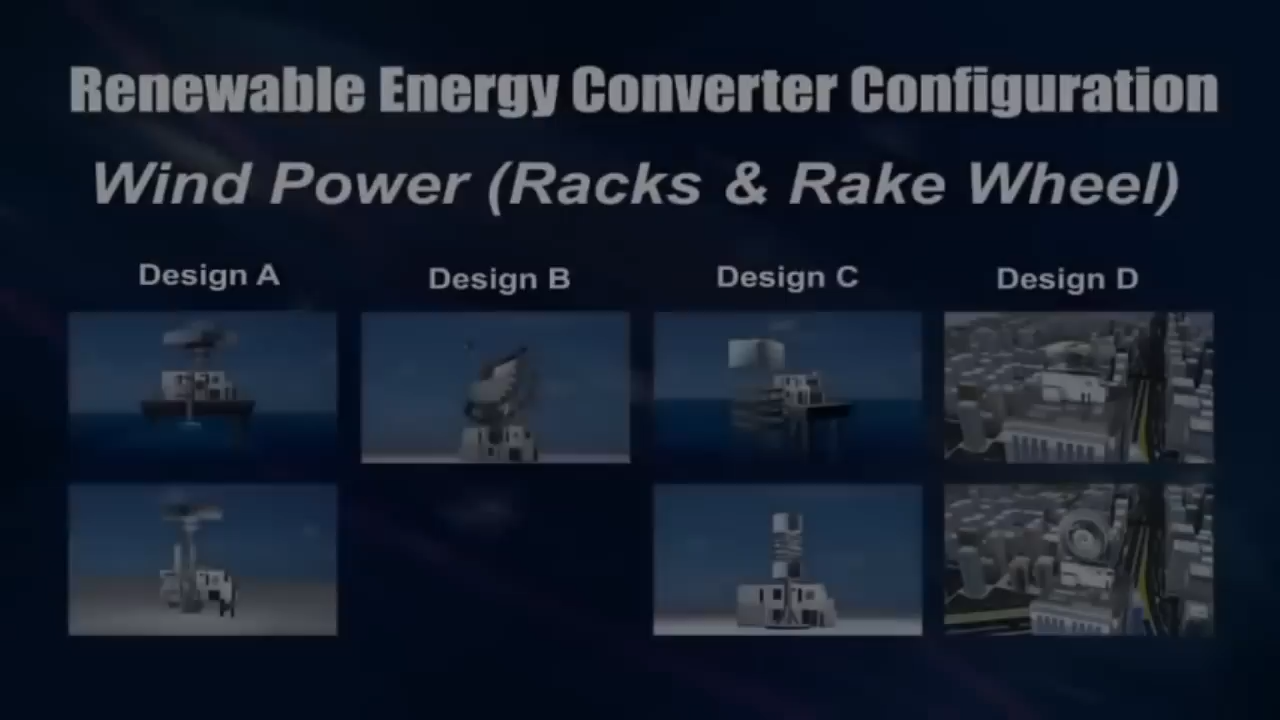 Renewable Energy Converter Configuration
Wind Power (Racks & Rake Wheel)
Design A
Design B
Design C
Design D